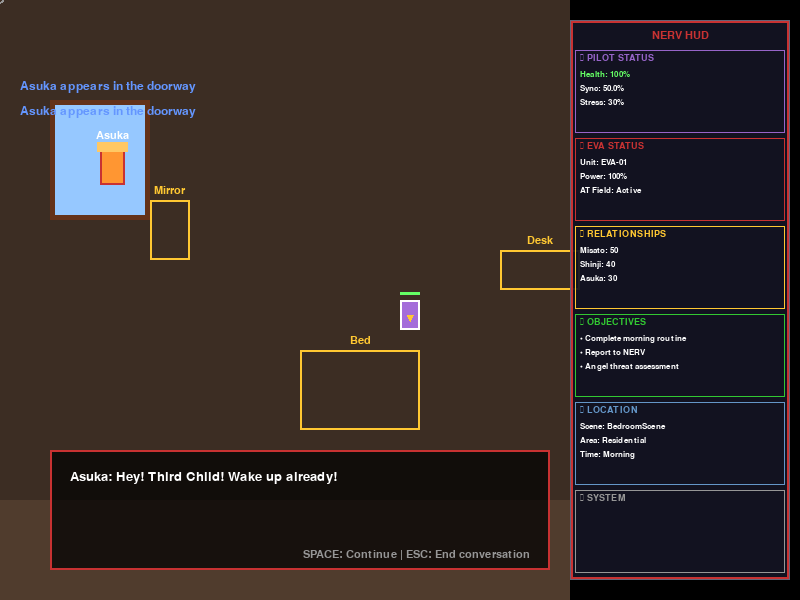 Asuka appears in the doorway
Asuka appears in the doorway
Asuka
Mirror
Desk
Bed
Asuka: Hey! Third Child! Wake up already!
SPACE: Continue | ESC: End conversation
NERV HUD
PILOT STATUS
Health: 100%
Sync: 50.0%
Stress: 30%
EVA STATUS
Unit: EVA-01
Power: 100%
AT Field: Active
RELATIONSHIPS
Misato: 50
Shinji: 40
Asuka: 30
OBJECTIVES
• Complete morning routine
• Report to NERV
• Angel threat assessment
LOCATION
Scene: BedroomScene
Area: Residential
Time: Morning
SYSTEM